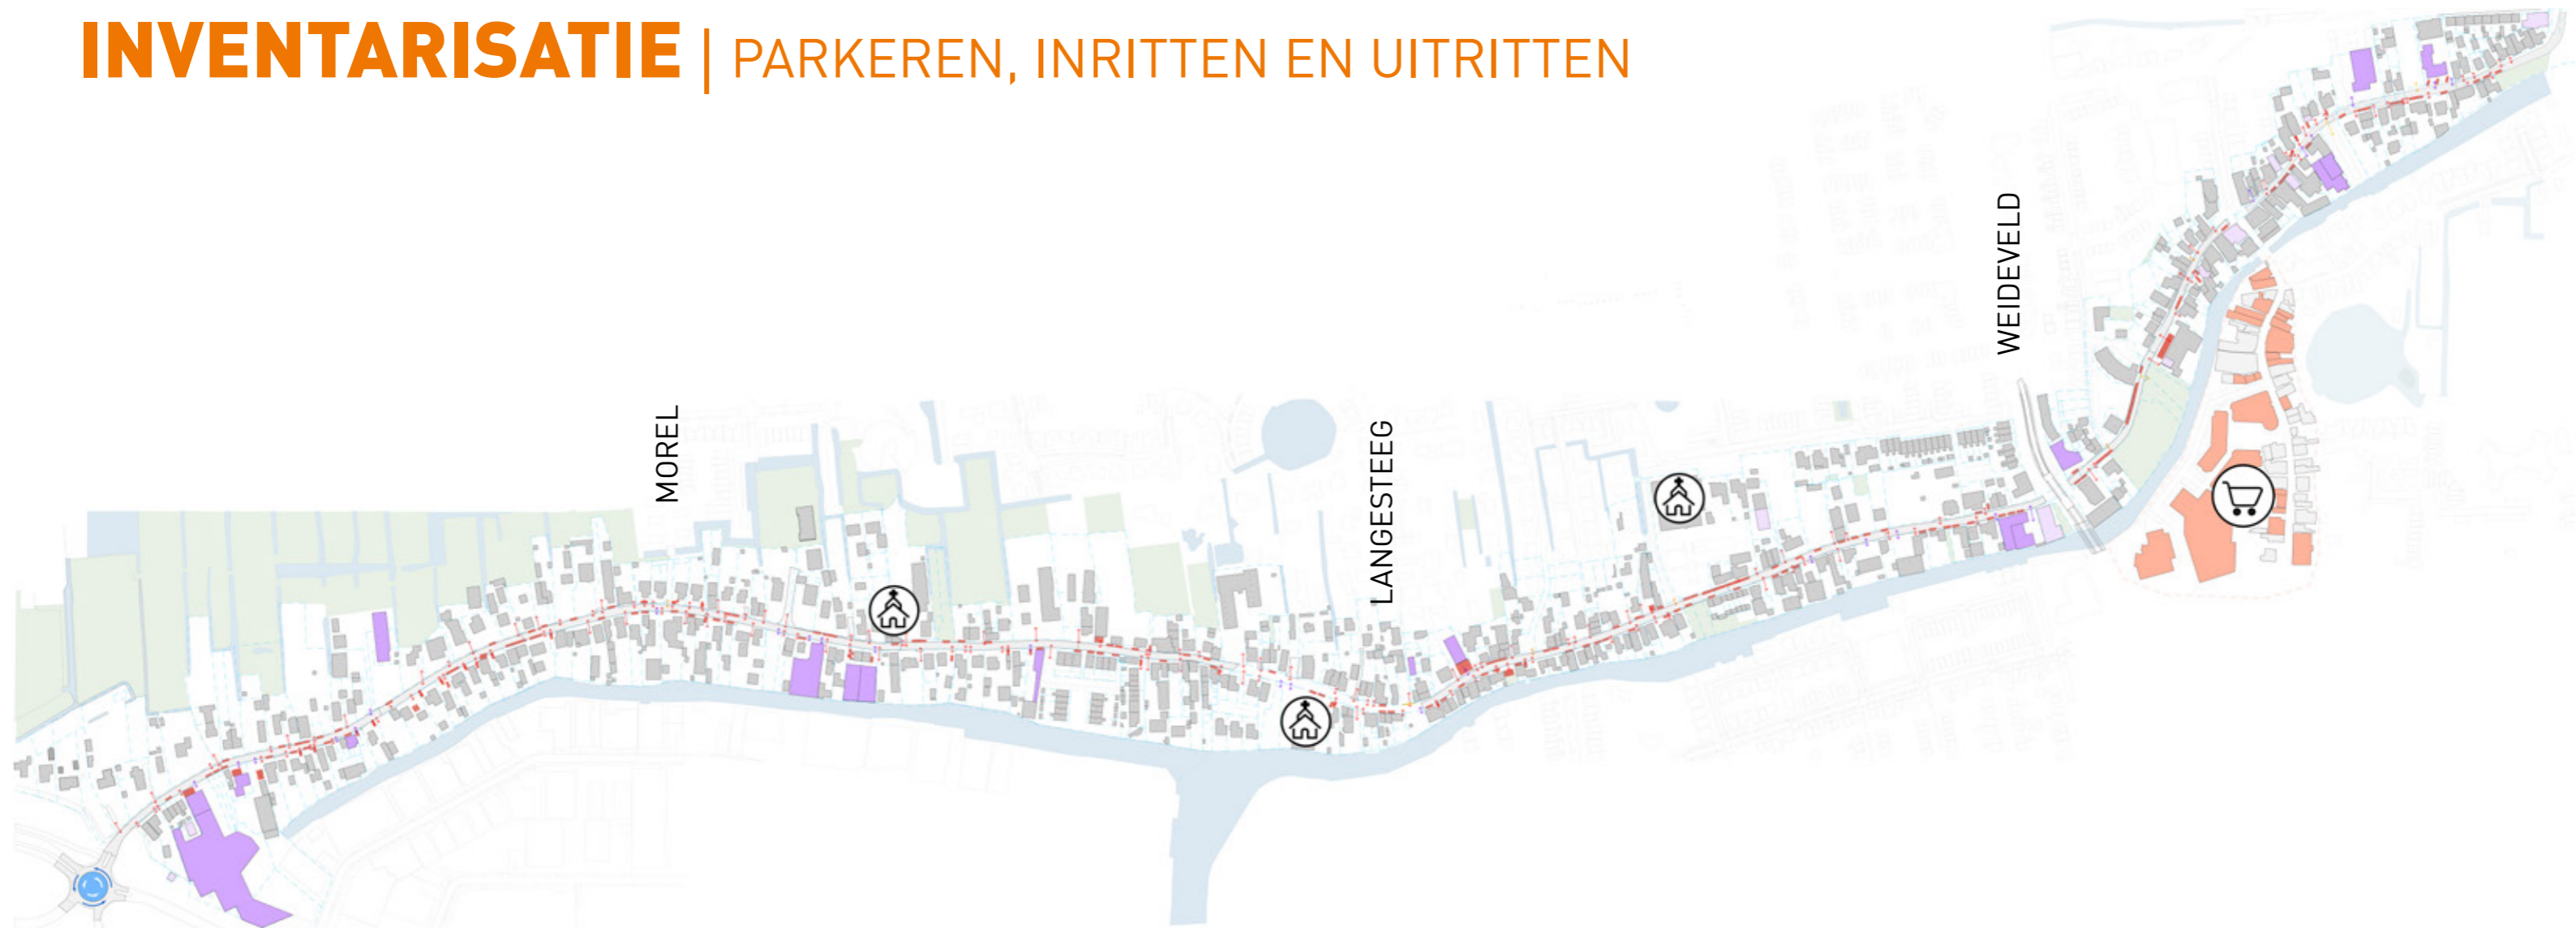 INVENTARISATIE | PARKEREN, INRITTEN EN UITRITTEN
WEIDEVELD
MOREL
LANGESTEEG